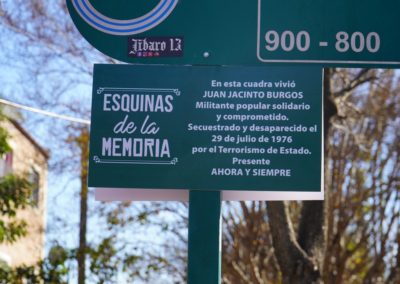 Jíbaro 13
900 - 800
ESQUINAS
de la
MEMORIA
En esta cuadra vivió
JUAN JACINTO BURGOS
Militante popular solidario
y comprometido.
Secuestrado y desaparecido el
29 de julio de 1976
por el Terrorismo de Estado.
Presente
AHORA Y SIEMPRE